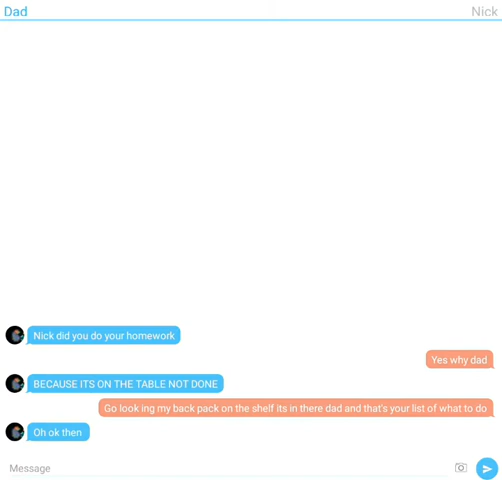 Dad Nick
Nick did you do your homework
Yes why dad
BECAUSE ITS ON THE TABLE NOT DONE
Go look ing my back pack on the shelf its in there dad and that's your list of what to do
Oh ok then
Message